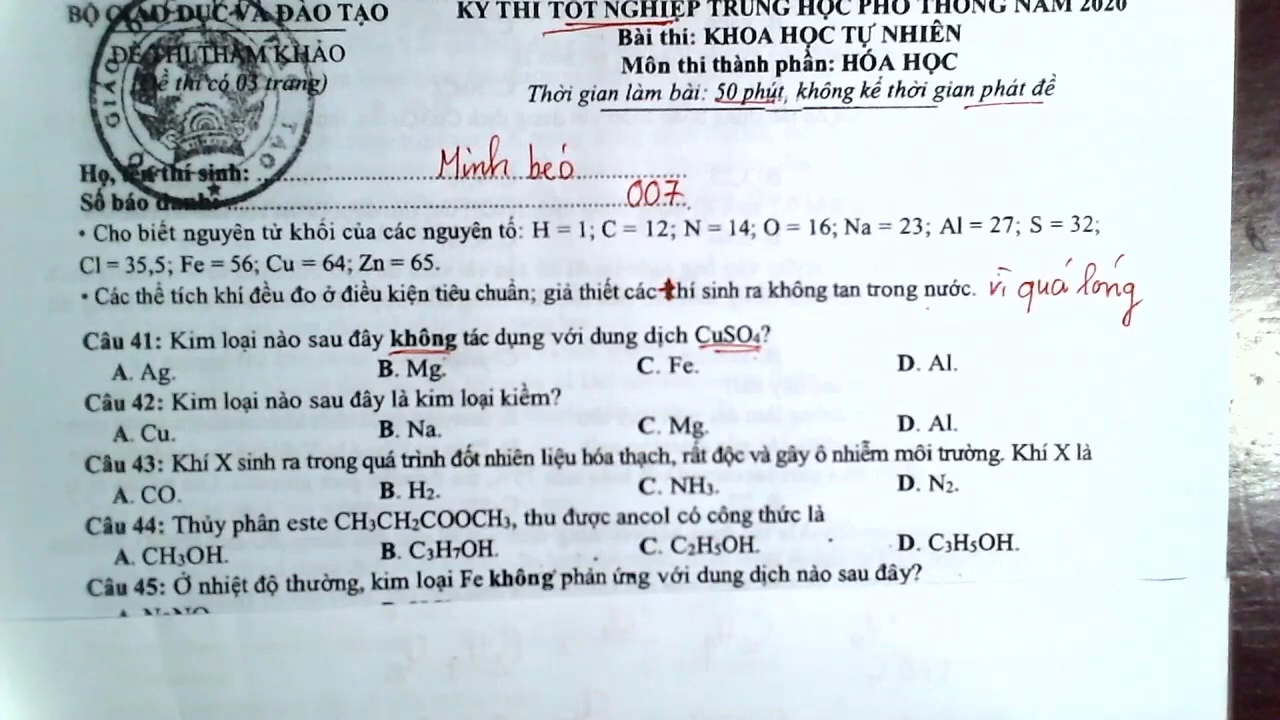 BỘ GIÁO DỤC VÀ ĐÀO TẠO
ĐỀ THI THAM KHẢO
(Đề thi có 03 trang)
KỲ THI TỐT NGHIỆP TRUNG HỌC PHỔ THÔNG NĂM 2020
Bài thi: KHOA HỌC TỰ NHIÊN
Môn thi thành phần: HÓA HỌC
Thời gian làm bài: 50 phút, không kể thời gian phát đề
Họ, tên thí sinh: Minh béo
Số báo danh: 007
• Cho biết nguyên tử khối của các nguyên tố: H = 1; C = 12; N = 14; O = 16; Na = 23; Al = 27; S = 32;
Cl = 35,5; Fe = 56; Cu = 64; Zn = 65.
• Các thể tích khí đều đo ở điều kiện tiêu chuẩn; giả thiết các thí sinh ra không tan trong nước. vì quá lóng
Câu 41: Kim loại nào sau đây không tác dụng với dung dịch CuSO₄?
A. Ag. B. Mg. C. Fe. D. Al.
Câu 42: Kim loại nào sau đây là kim loại kiềm?
A. Cu. B. Na. C. Mg. D. Al.
Câu 43: Khí X sinh ra trong quá trình đốt nhiên liệu hóa thạch, rất độc và gây ô nhiễm môi trường. Khí X là
A. CO. B. H₂. C. NH₃. D. N₂.
Câu 44: Thủy phân este CH₃CH₂COOCH₃, thu được ancol có công thức là
A. CH₃OH. B. C₃H₇OH. C. C₂H₅OH. D. C₃H₅OH.
Câu 45: Ở nhiệt độ thường, kim loại Fe không phản ứng với dung dịch nào sau đây?